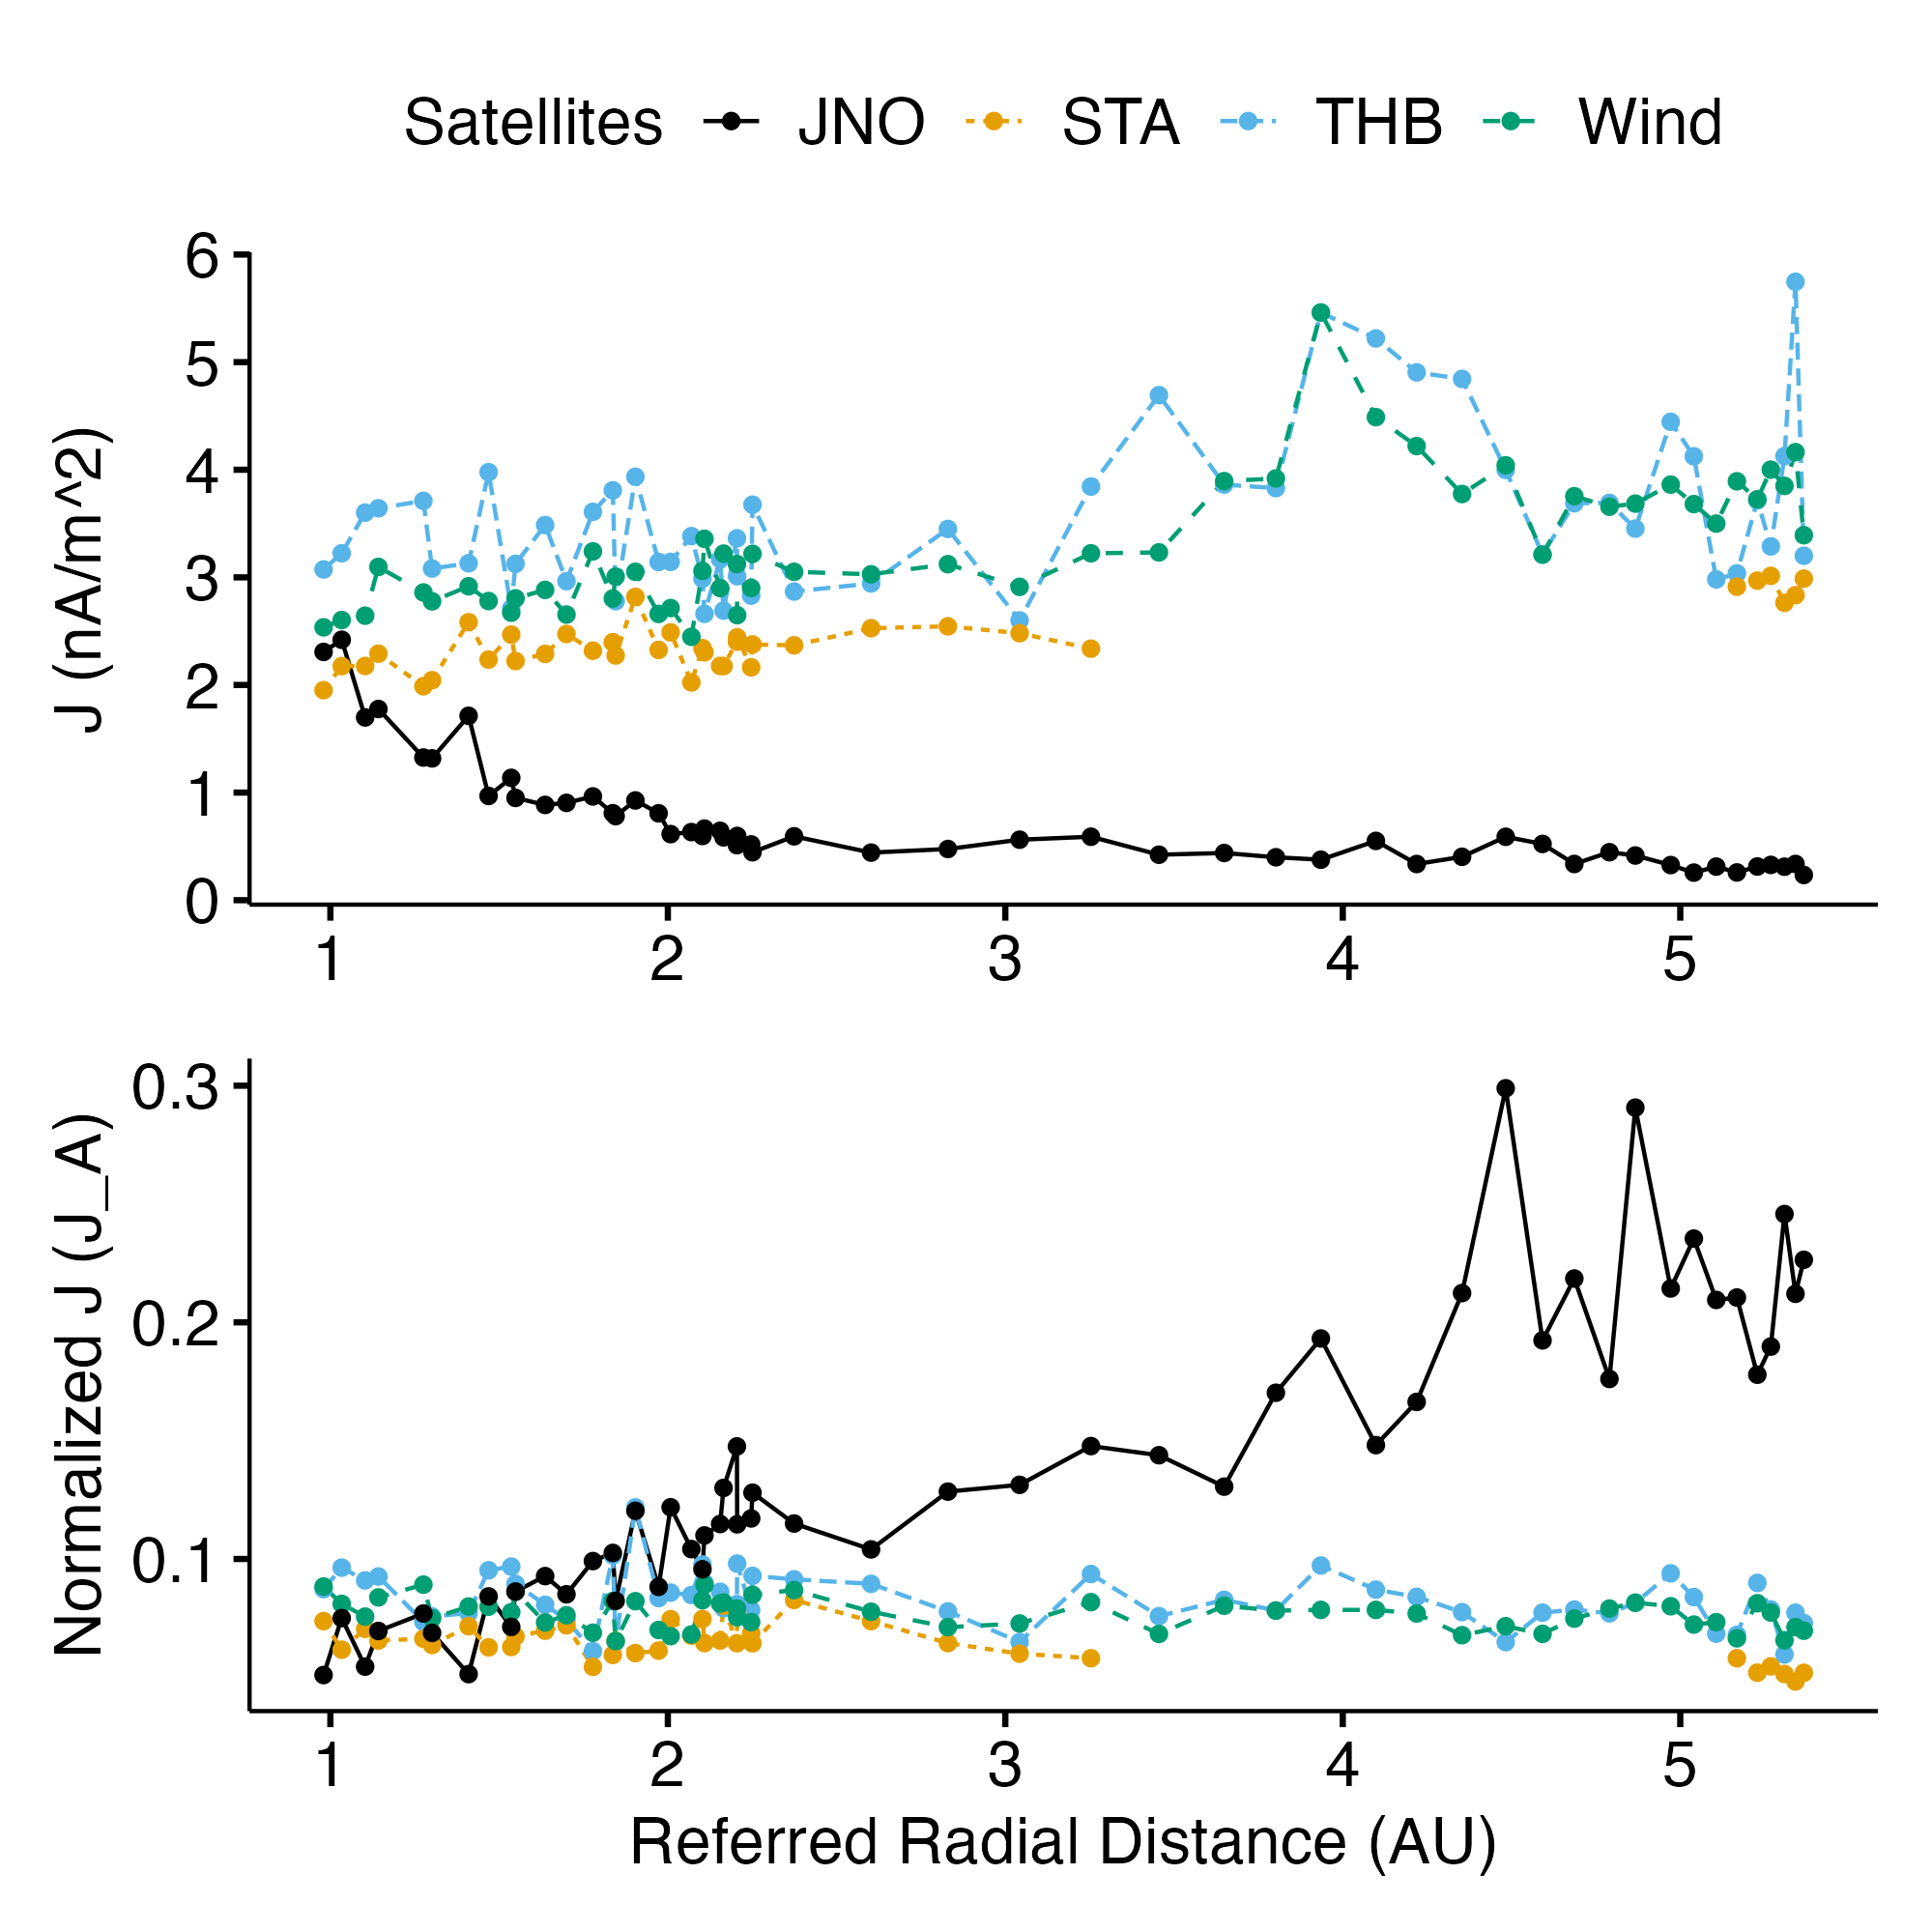 Satellites JNO STA THB Wind
J (nA/m^2)
6
5
4
3
2
1
0
1 2 3 4 5
Normalized J (J_A)
0.3
0.2
0.1
1 2 3 4 5
Referred Radial Distance (AU)